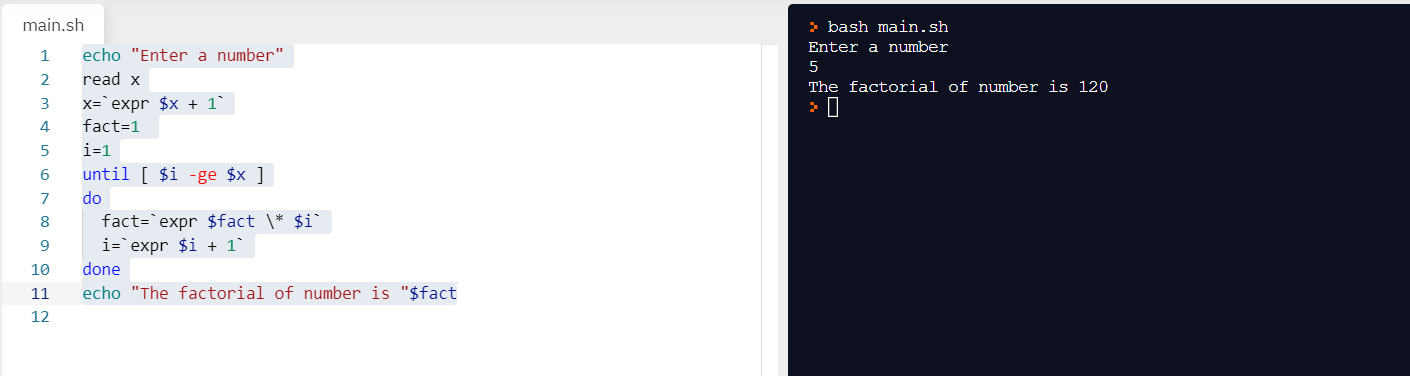 main.sh
1 echo "Enter a number"
2 read x
3 x=`expr $x + 1`
4 fact=1
5 i=1
6 until [ $i -ge $x ]
7 do
8   fact=`expr $fact \* $i`
9   i=`expr $i + 1`
10 done
11 echo "The factorial of number is "$fact
12
> bash main.sh
Enter a number
5
The factorial of number is 120
>